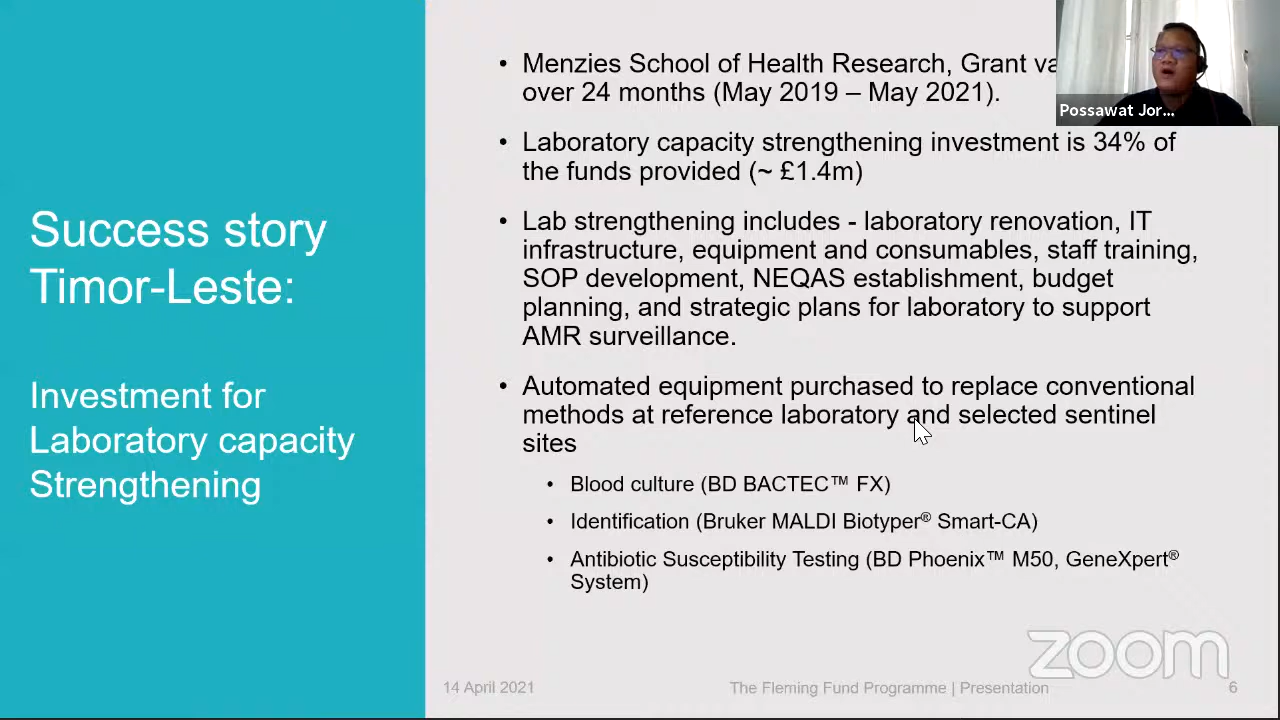 Success story
Timor-Leste:
Investment for
Laboratory capacity
Strengthening
• Menzies School of Health Research, Grant
over 24 months (May 2019 – May 2021).
• Laboratory capacity strengthening investment is 34% of
the funds provided (~ £1.4m)
• Lab strengthening includes - laboratory renovation, IT
infrastructure, equipment and consumables, staff training,
SOP development, NEQAS establishment, budget
planning, and strategic plans for laboratory to support
AMR surveillance.
• Automated equipment purchased to replace conventional
methods at reference laboratory and selected sentinel
sites
• Blood culture (BD BACTEC™ FX)
• Identification (Bruker MALDI Biotyper® Smart-CA)
• Antibiotic Susceptibility Testing (BD Phoenix™ M50, GeneXpert®
System)
Possawat Jor...
zoom
14 April 2021
The Fleming Fund Programme | Presentation
6